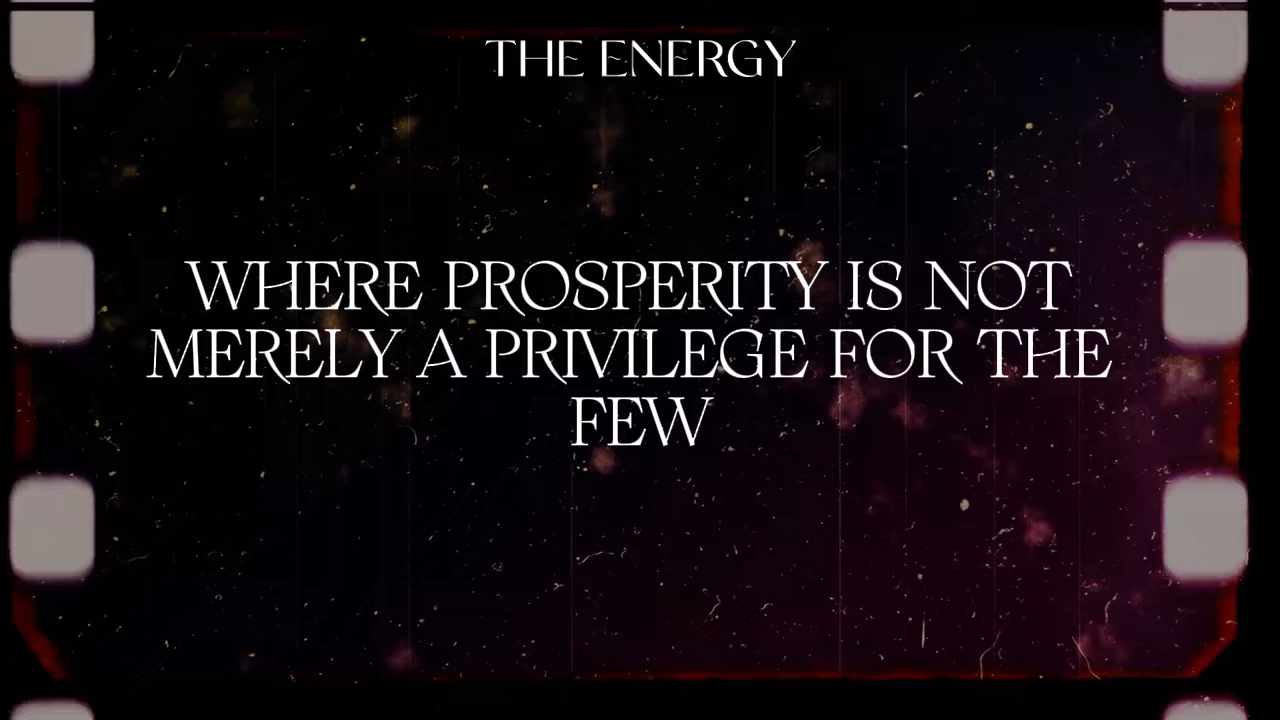 THE ENERGY
WHERE PROSPERITY IS NOT
MERELY A PRIVILEGE FOR THE
FEW